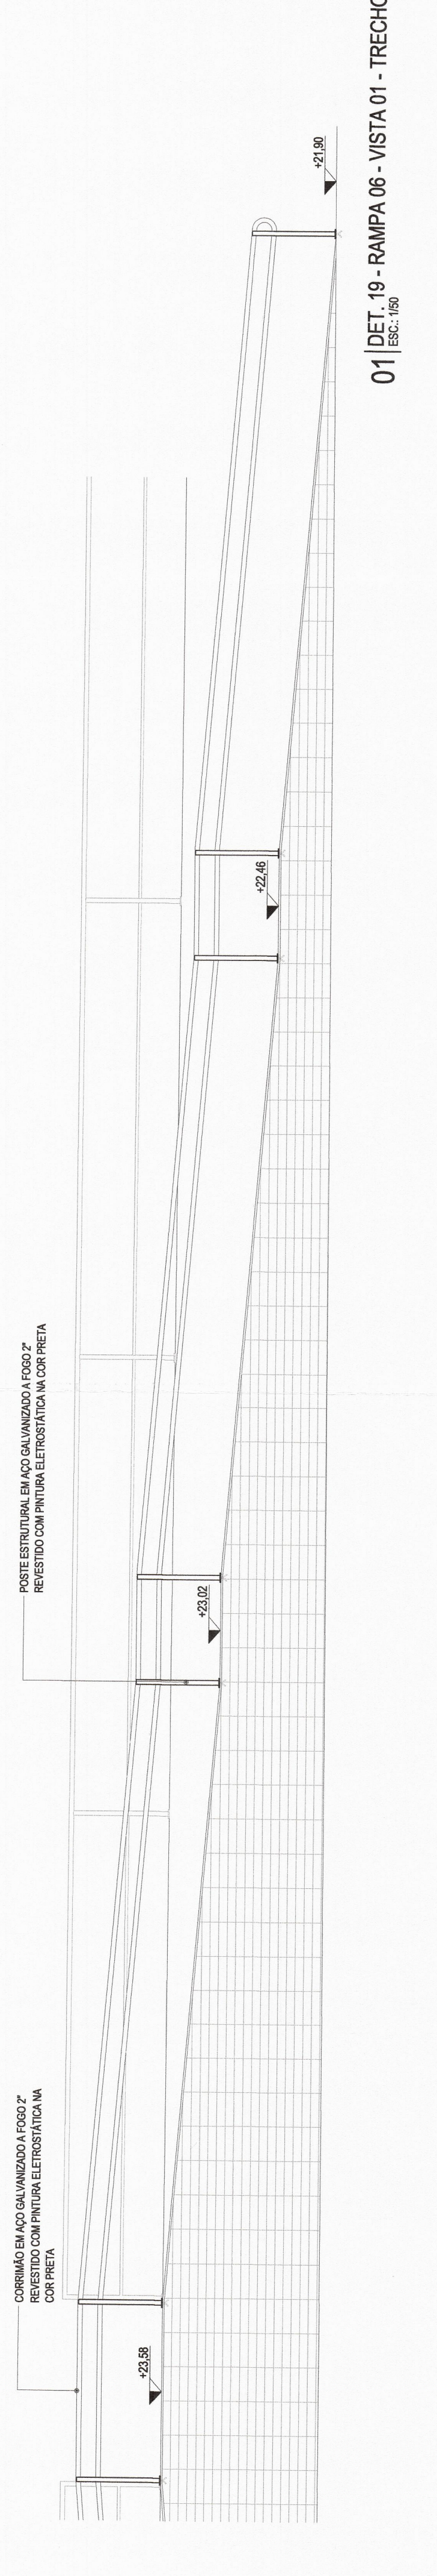 CORRIMÃO EM AÇO GALVANIZADO A FOGO 2"
REVESTIDO COM PINTURA ELETROSTÁTICA NA
COR PRETA
POSTE ESTRUTURAL EM AÇO GALVANIZADO A FOGO 2"
REVESTIDO COM PINTURA ELETROSTÁTICA NA COR PRETA
+23,58
+23,02
+22,46
+21,90
01 DET. 19 - RAMPA 06 - VISTA 01 - TRECHO
ESC.: 1/50